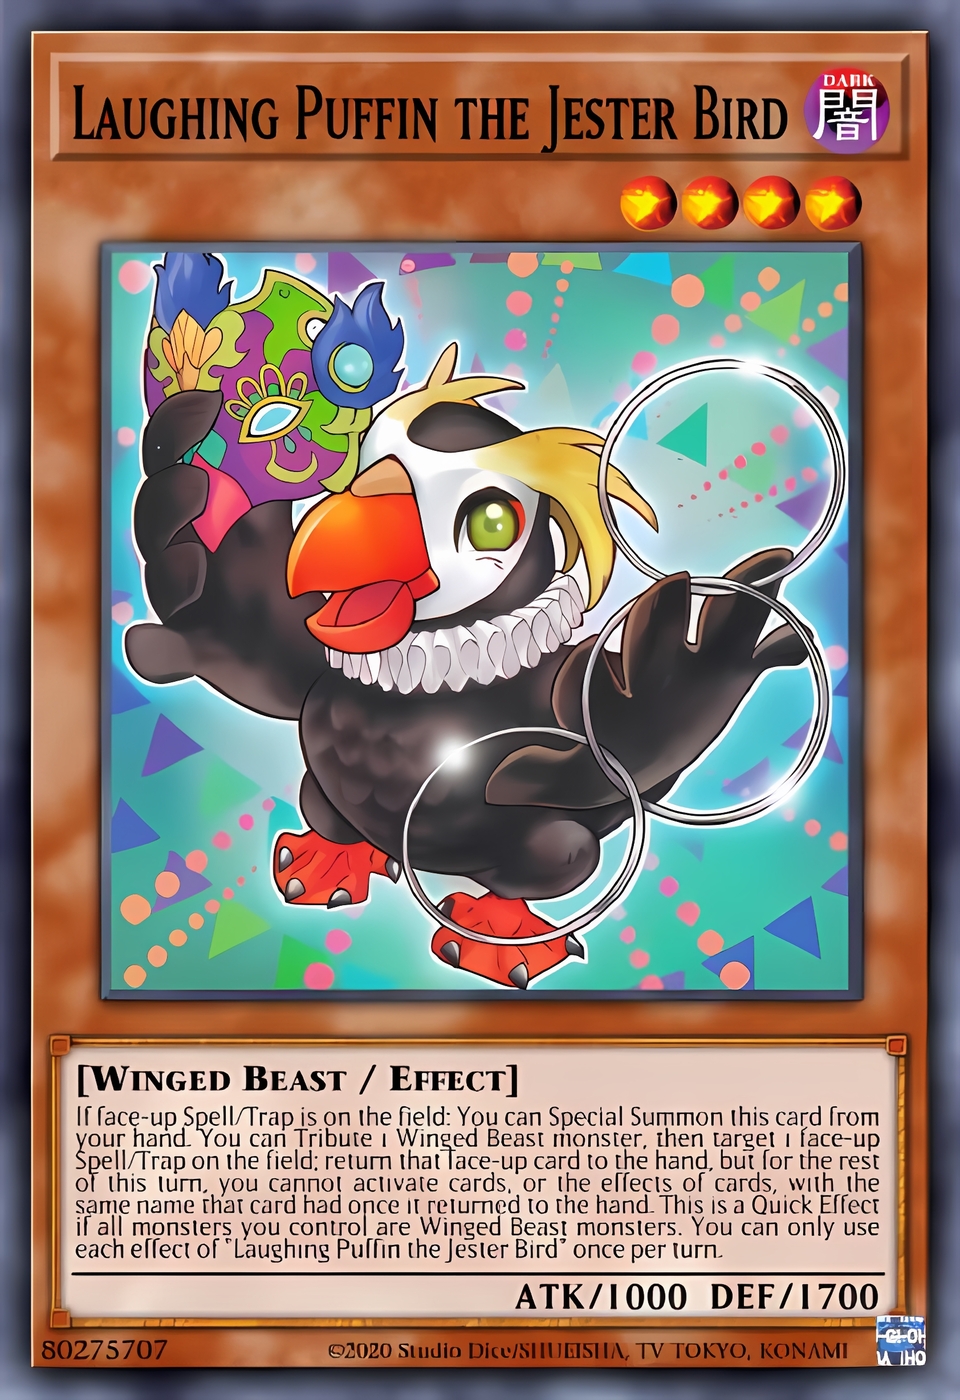 Laughing Puffin the Jester Bird
DARK
闇
[Winged Beast / Effect]
If face-up Spell/Trap is on the field: You can Special Summon this card from
your hand. You can Tribute 1 Winged Beast monster, then target 1 face-up
Spell/Trap on the field; return that face-up card to the hand, but for the rest
of this turn, you cannot activate cards, or the effects of cards, with the
same name that card had once it returned to the hand. This is a Quick Effect
if all monsters you control are Winged Beast monsters. You can only use
each effect of "Laughing Puffin the Jester Bird" once per turn.
ATK/1000 DEF/1700
80275707
©2020 Studio Dice/SHUEISHA, TV TOKYO, KONAMI